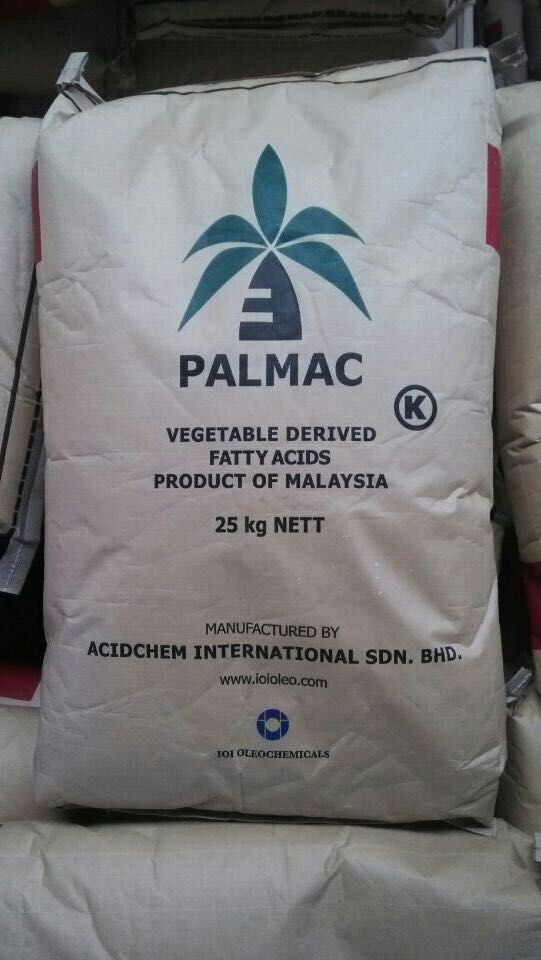 PALMAC
K
VEGETABLE DERIVED
FATTY ACIDS
PRODUCT OF MALAYSIA
25 kg NETT
MANUFACTURED BY
ACIDCHEM INTERNATIONAL SDN. BHD.
www.ioioleo.com
IOI OLEOCHEMICALS